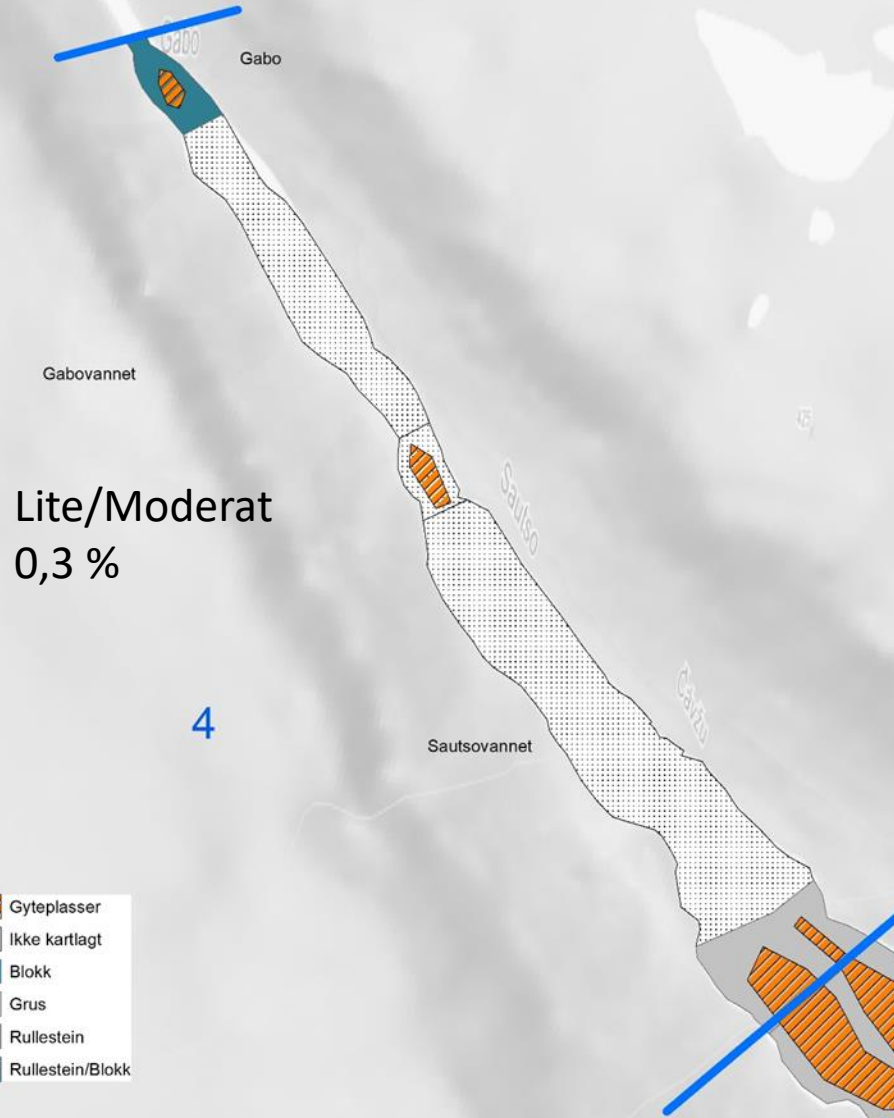 Gabo
Gabo
Gabovannet
Lite/Moderat
0,3 %
Sautso
4
Čávžu
Sautsovannet
Gyteplasser
Ikke kartlagt
Blokk
Grus
Rullestein
Rullestein/Blokk